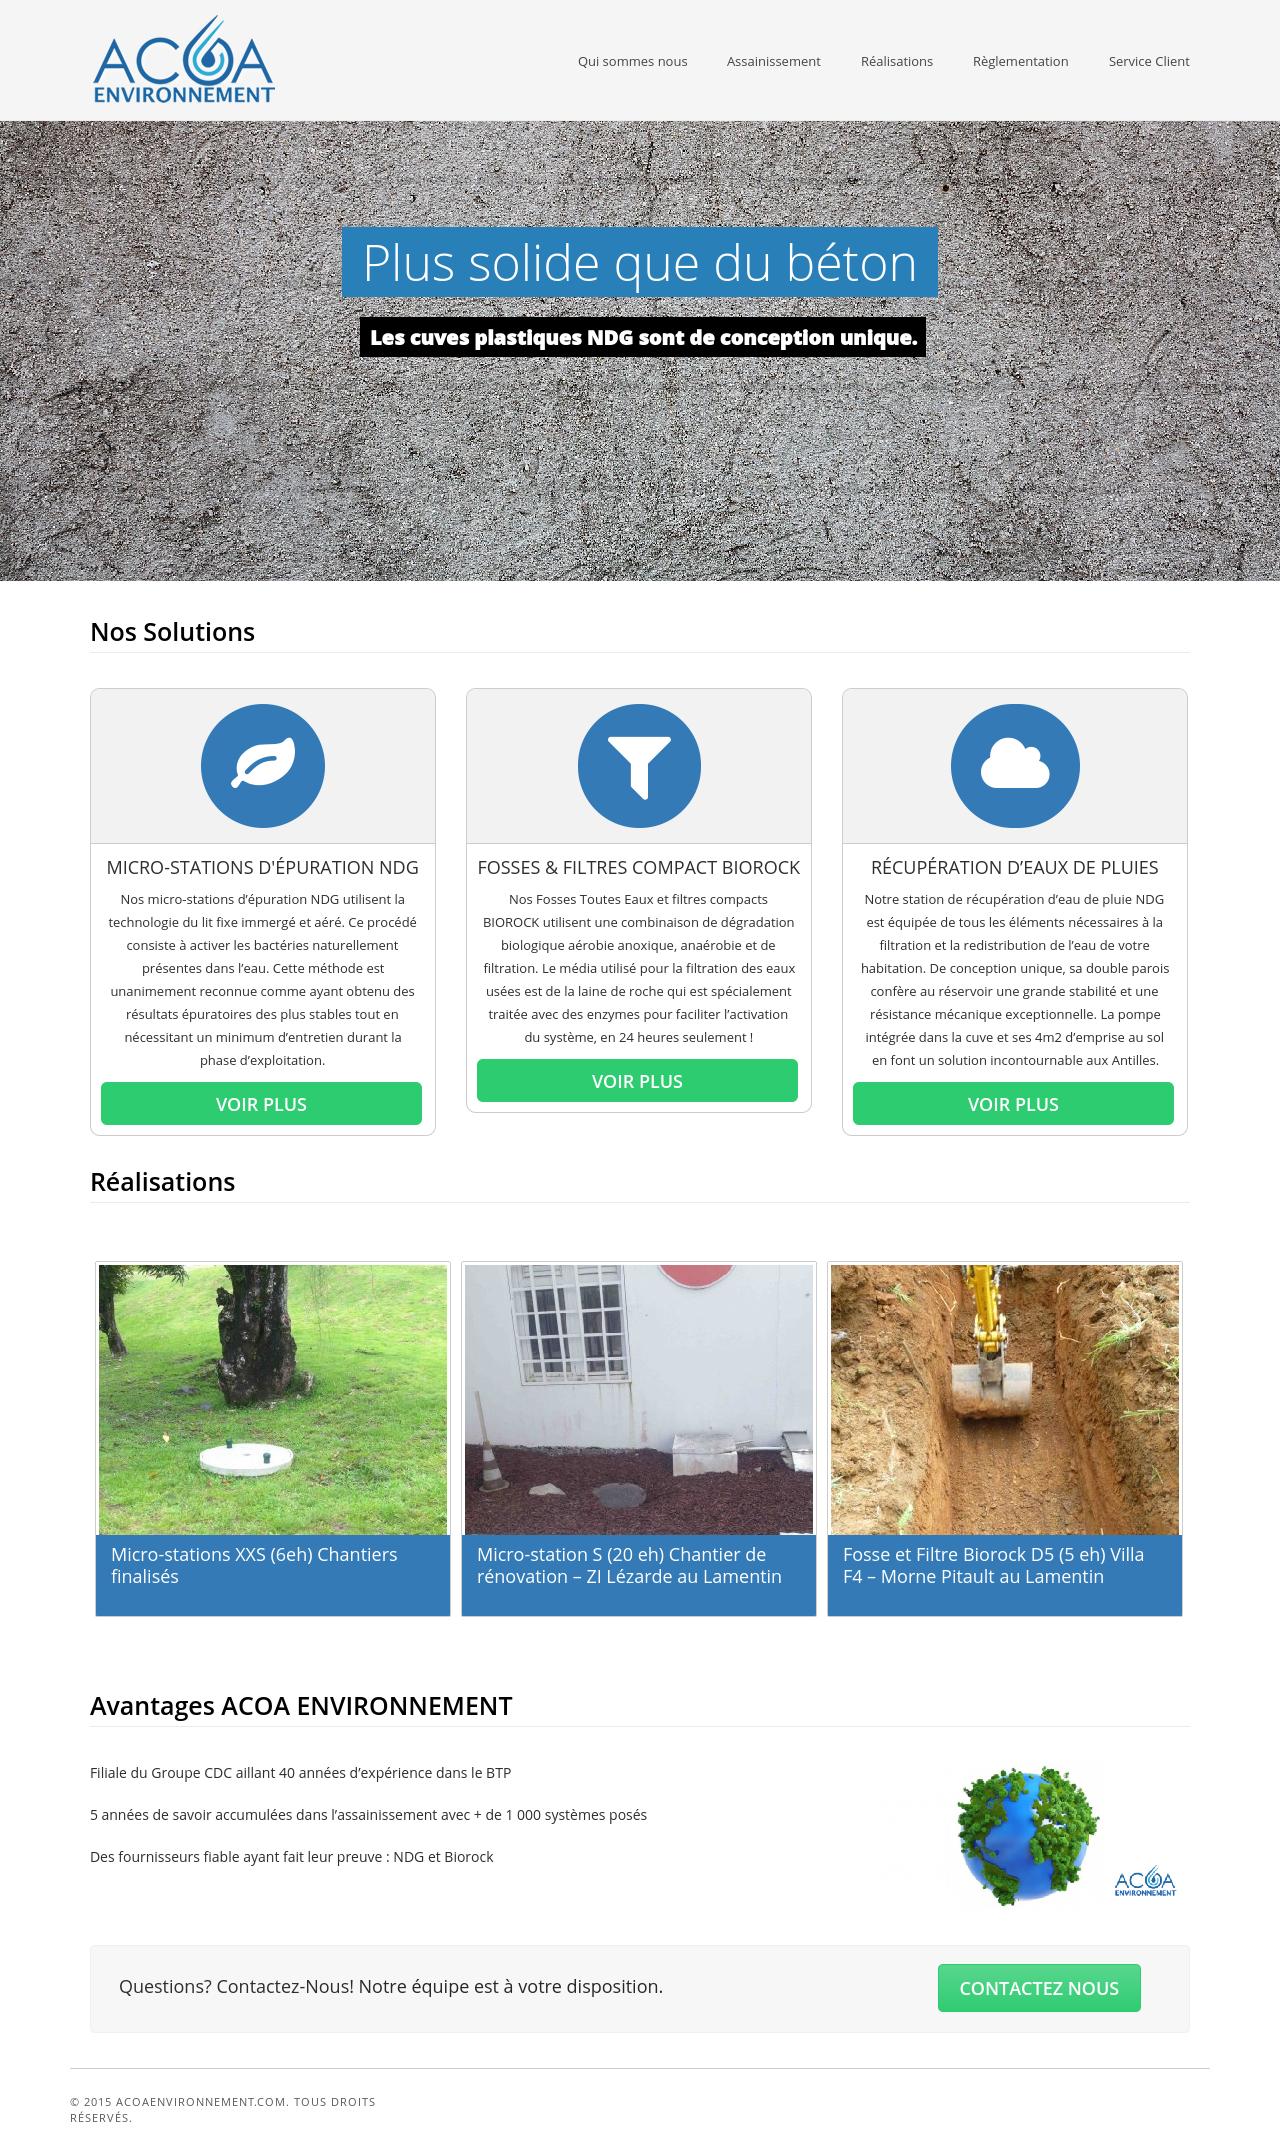 ACOA
ENVIRONNEMENT
Qui sommes nous
Assainissement
Réalisations
Règlementation
Service Client
Plus solide que du béton
Les cuves plastiques NDG sont de conception unique.
Nos Solutions
MICRO-STATIONS D'ÉPURATION NDG
Nos micro-stations d’épuration NDG utilisent la
technologie du lit fixe immergé et aéré. Ce procédé
consiste à activer les bactéries naturellement
présentes dans l’eau. Cette méthode est
unanimement reconnue comme ayant obtenu des
résultats épuratoires des plus stables tout en
nécessitant un minimum d’entretien durant la
phase d’exploitation.
VOIR PLUS
FOSSES & FILTRES COMPACT BIOROCK
Nos Fosses Toutes Eaux et filtres compacts
BIOROCK utilisent une combinaison de dégradation
biologique aérobie anoxique, anaérobie et de
filtration. Le média utilisé pour la filtration des eaux
usées est de la laine de roche qui est spécialement
traitée avec des enzymes pour faciliter l’activation
du système, en 24 heures seulement !
VOIR PLUS
RÉCUPÉRATION D’EAUX DE PLUIES
Notre station de récupération d’eau de pluie NDG
est équipée de tous les éléments nécessaires à la
filtration et la redistribution de l’eau de votre
habitation. De conception unique, sa double parois
confère au réservoir une grande stabilité et une
résistance mécanique exceptionnelle. La pompe
intégrée dans la cuve et ses 4m2 d’emprise au sol
en font un solution incontournable aux Antilles.
VOIR PLUS
Réalisations
Micro-stations XXS (6eh) Chantiers
finalisés
Micro-station S (20 eh) Chantier de
rénovation – ZI Lézarde au Lamentin
Fosse et Filtre Biorock D5 (5 eh) Villa
F4 – Morne Pitault au Lamentin
Avantages ACOA ENVIRONNEMENT
Filiale du Groupe CDC aillant 40 années d’expérience dans le BTP
5 années de savoir accumulées dans l’assainissement avec + de 1 000 systèmes posés
Des fournisseurs fiable ayant fait leur preuve : NDG et Biorock
ACOA
ENVIRONNEMENT
Questions? Contactez-Nous! Notre équipe est à votre disposition.
CONTACTEZ NOUS
© 2015 ACOAENVIRONNEMENT.COM. TOUS DROITS
RÉSERVÉS.